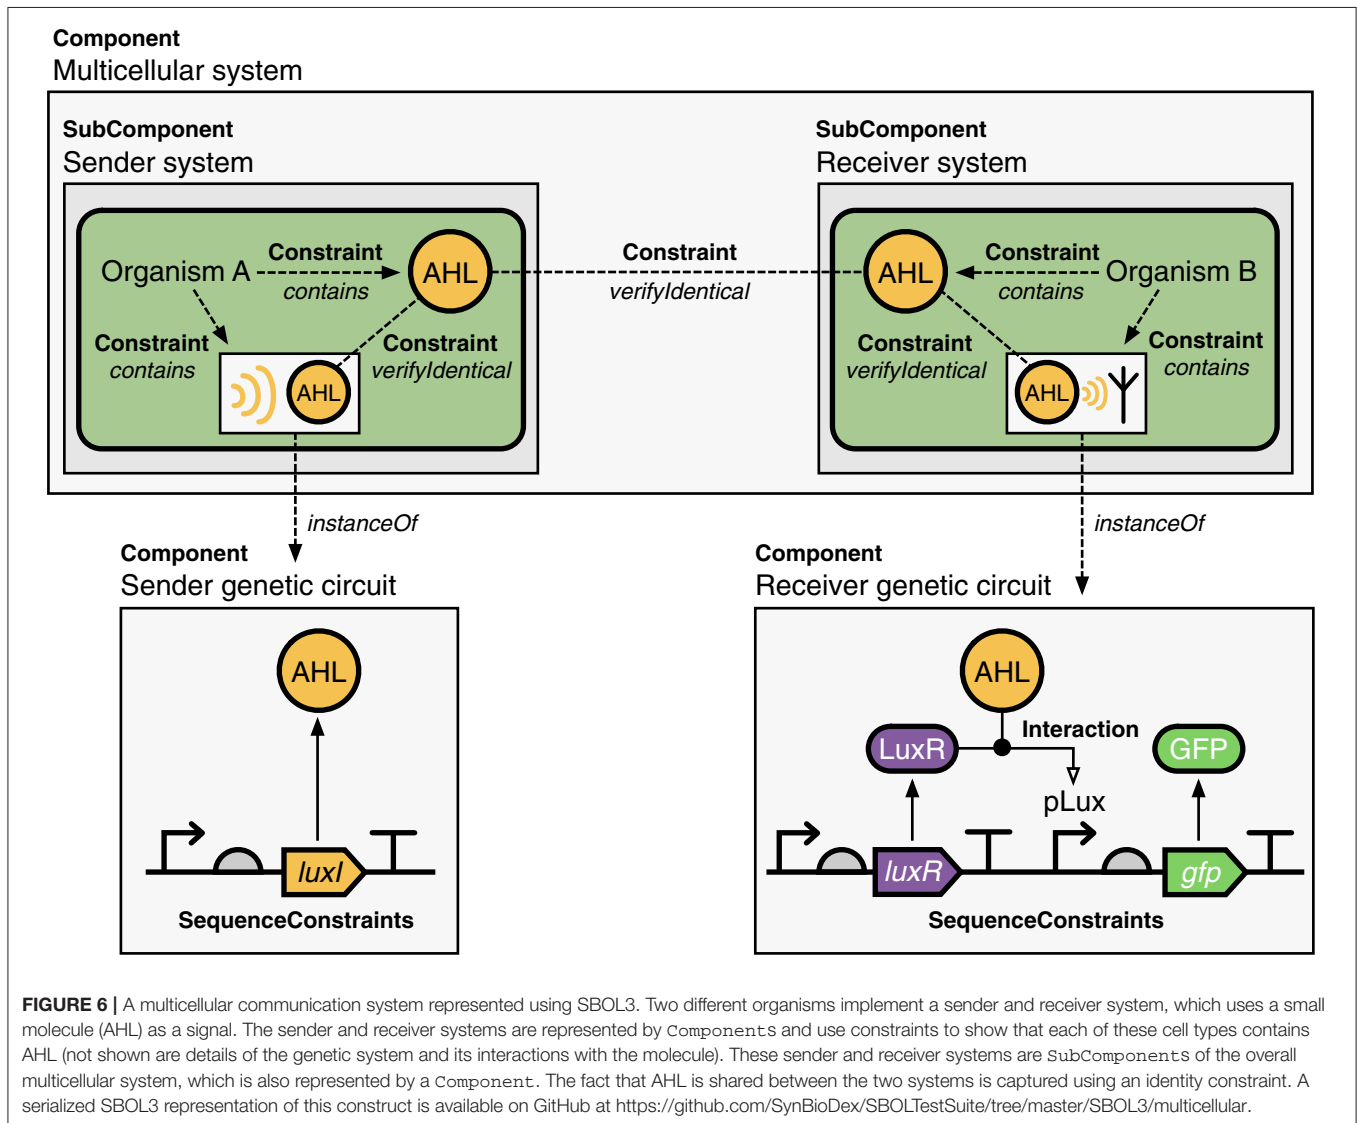 Component
Multicellular system
SubComponent
Sender system
SubComponent
Receiver system
Organism A
Constraint
contains
AHL
Constraint
verifyIdentical
AHL
Constraint
contains
Organism B
Constraint
contains
AHL
Constraint
verifyIdentical
Constraint
verifyIdentical
AHL
Constraint
contains
instanceOf
instanceOf
Component
Sender genetic circuit
AHL
luxI
SequenceConstraints
Component
Receiver genetic circuit
AHL
LuxR
Interaction
GFP
pLux
luxR
gfp
SequenceConstraints
FIGURE 6 | A multicellular communication system represented using SBOL3. Two different organisms implement a sender and receiver system, which uses a small
molecule (AHL) as a signal. The sender and receiver systems are represented by Components and use constraints to show that each of these cell types contains
AHL (not shown are details of the genetic system and its interactions with the molecule). These sender and receiver systems are SubComponents of the overall
multicellular system, which is also represented by a Component. The fact that AHL is shared between the two systems is captured using an identity constraint. A
serialized SBOL3 representation of this construct is available on GitHub at https://github.com/SynBioDex/SBOLTestSuite/tree/master/SBOL3/multicellular.